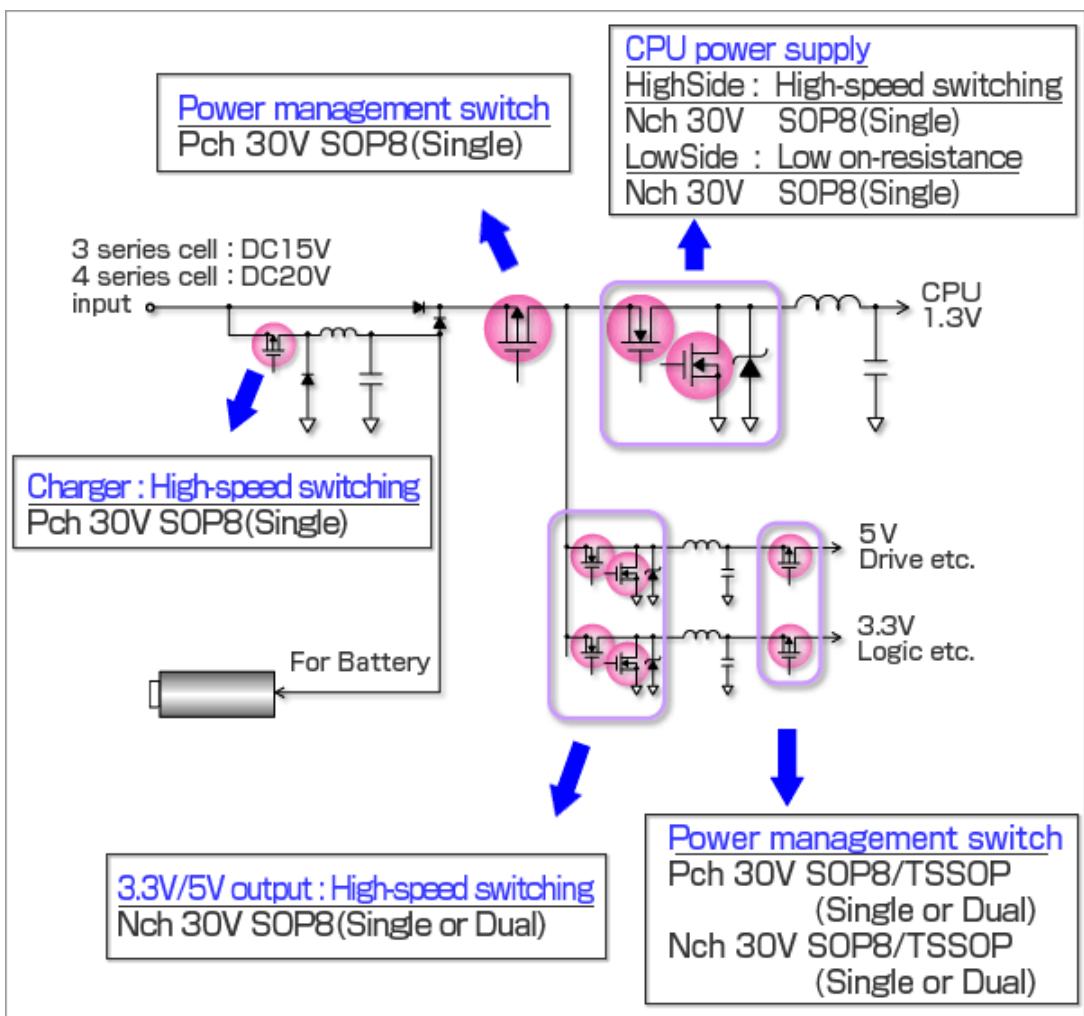 Power management switch
Pch 30V SOP8(Single)
CPU power supply
HighSide : High-speed switching
Nch 30V SOP8(Single)
LowSide : Low on-resistance
Nch 30V SOP8(Single)
3 series cell : DC15V
4 series cell : DC20V
input
CPU
1.3V
Charger : High-speed switching
Pch 30V SOP8(Single)
5V
Drive etc.
3.3V
Logic etc.
For Battery
3.3V/5V output : High-speed switching
Nch 30V SOP8(Single or Dual)
Power management switch
Pch 30V SOP8/TSSOP
(Single or Dual)
Nch 30V SOP8/TSSOP
(Single or Dual)